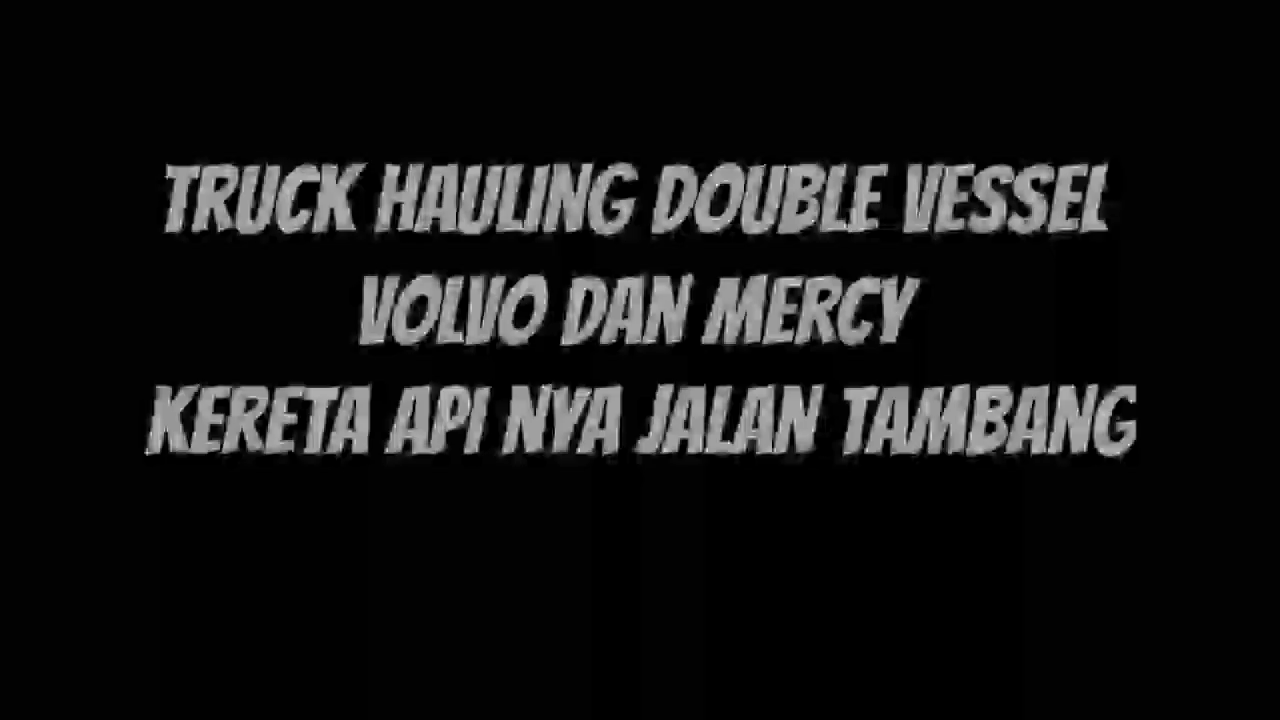 TRUCK HAULING DOUBLE VESSEL
VOLVO DAN MERCY
KERETA API NYA JALAN TAMBANG